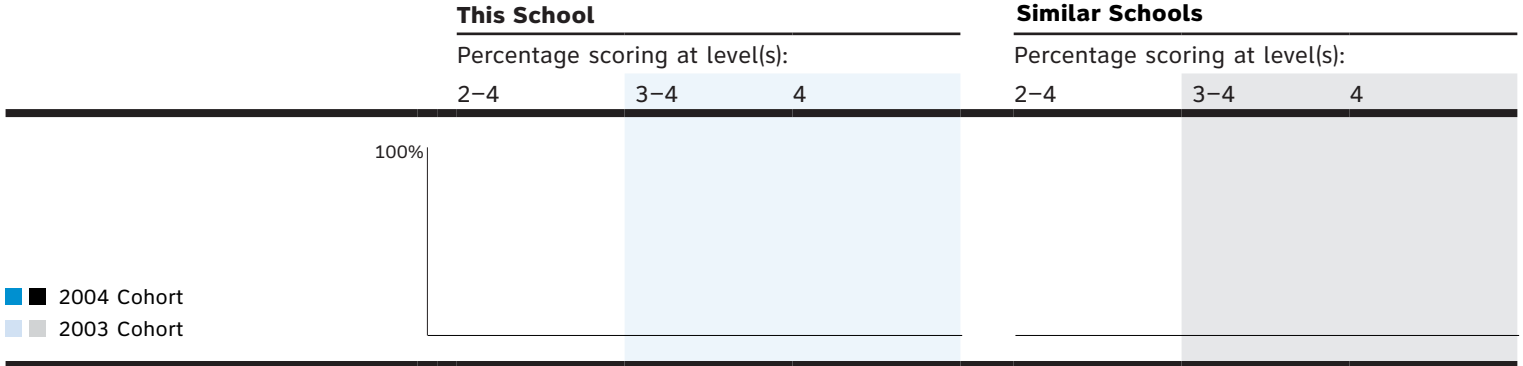 This School Similar Schools
Percentage scoring at level(s): Percentage scoring at level(s):
2–4 3–4 4 2–4 3–4 4
100%
2004 Cohort
2003 Cohort